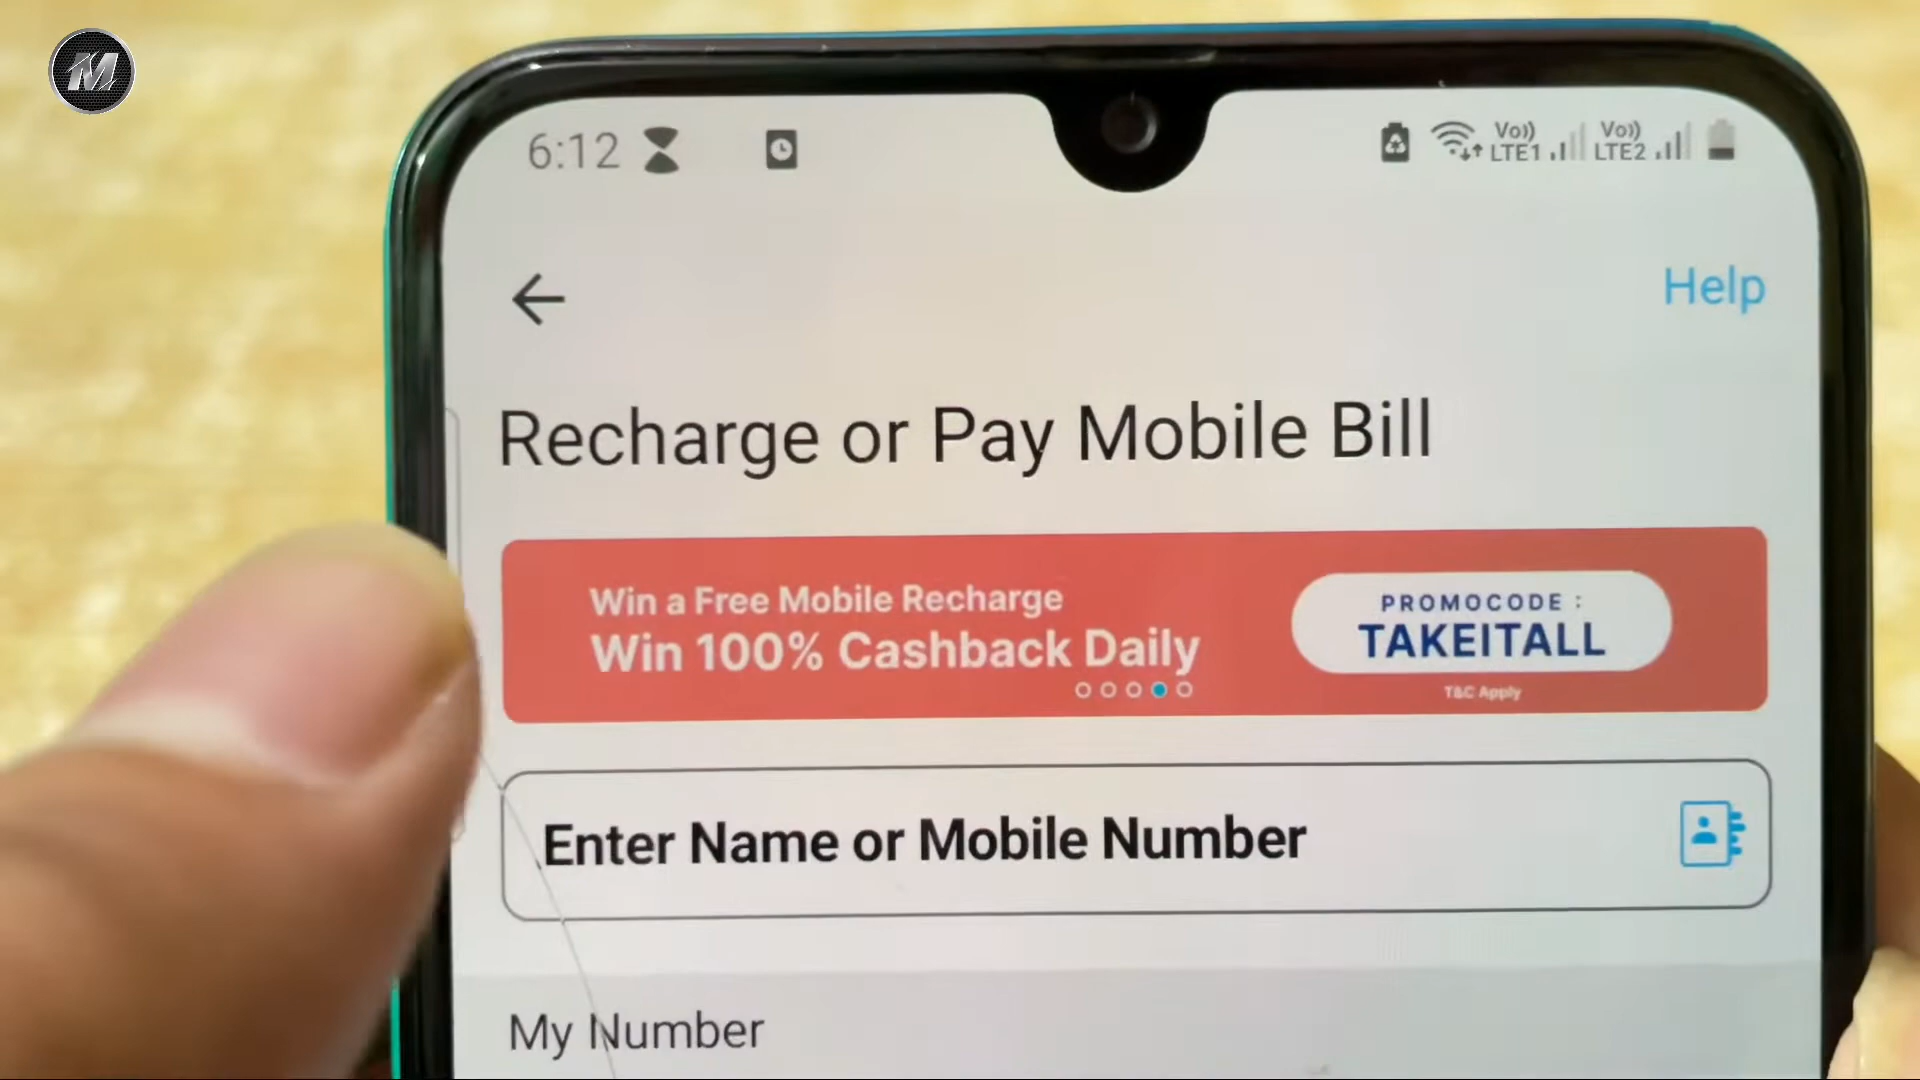 M
6:12
Vo)) LTE1
Vo)) LTE2
Help
Recharge or Pay Mobile Bill
Win a Free Mobile Recharge
Win 100% Cashback Daily
PROMOCODE :
TAKEITALL
T&C Apply
Enter Name or Mobile Number
My Number